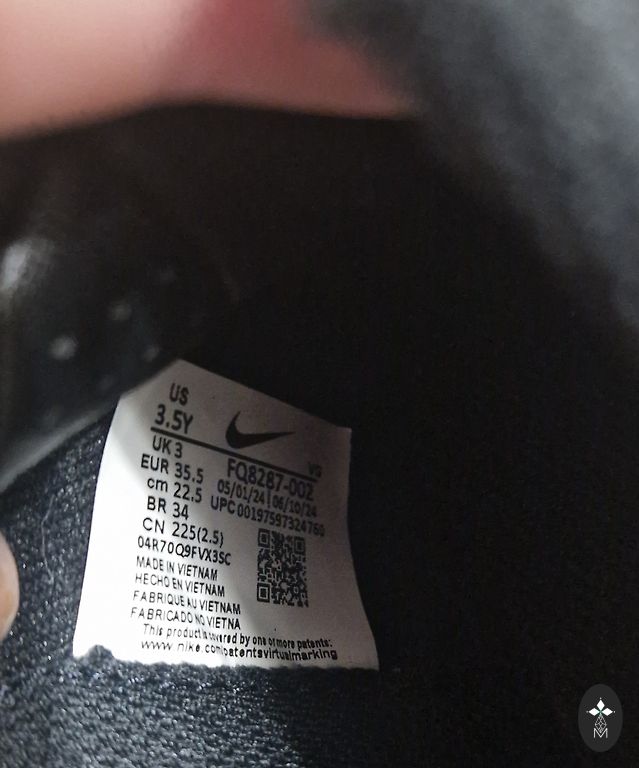 US
3.5Y
VG
UK 3
FQ8287-002
EUR 35.5
05/01/24 | 06/10/24
cm 22.5
UPC 00197597324760
BR 34
CN 225(2.5)
04R70Q9FVX3SC
MADE IN VIETNAM
HECHO EN VIETNAM
FABRIQUE AU VIETNAM
FABRICADO NO VIETNA
This product is covered by one or more patents:
www.nike.com/patentsvirtualmarking
M